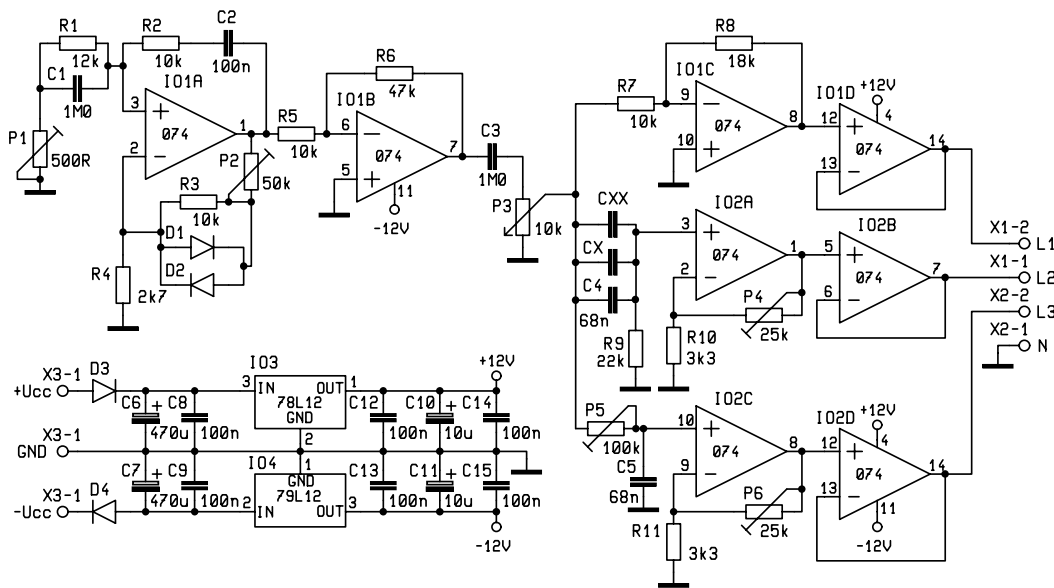 R1
12k
C1
1M0
P1
500R
R2
10k
C2
100n
IO1A
3
2
1
074
R3
10k
P2
50k
D1
D2
R4
2k7
R5
10k
R6
47k
IO1B
6
5
7
074
11
-12V
C3
1M0
P3
10k
R7
10k
R8
18k
IO1C
9
10
8
074
IO1D
+12V
4
12
13
14
074
CXX
CX
C4
68n
R9
22k
IO2A
3
2
1
074
R10
3k3
P4
25k
IO2B
5
6
7
074
X1-2
L1
X1-1
L2
X2-2
L3
X2-1
N
P5
100k
C5
68n
IO2C
10
9
8
074
R11
3k3
P6
25k
IO2D
+12V
4
12
13
14
074
11
-12V
X3-1
+Ucc
D3
X3-1
GND
X3-1
-Ucc
D4
C6
+
470u
C8
100n
C7
+
470u
C9
100n
IO3
3
IN
OUT
1
78L12
GND
2
IO4
1
GND
79L12
2
IN
OUT
3
C12
100n
C10
+
10u
C14
100n
+12V
C13
100n
C11
+
10u
C15
100n
-12V